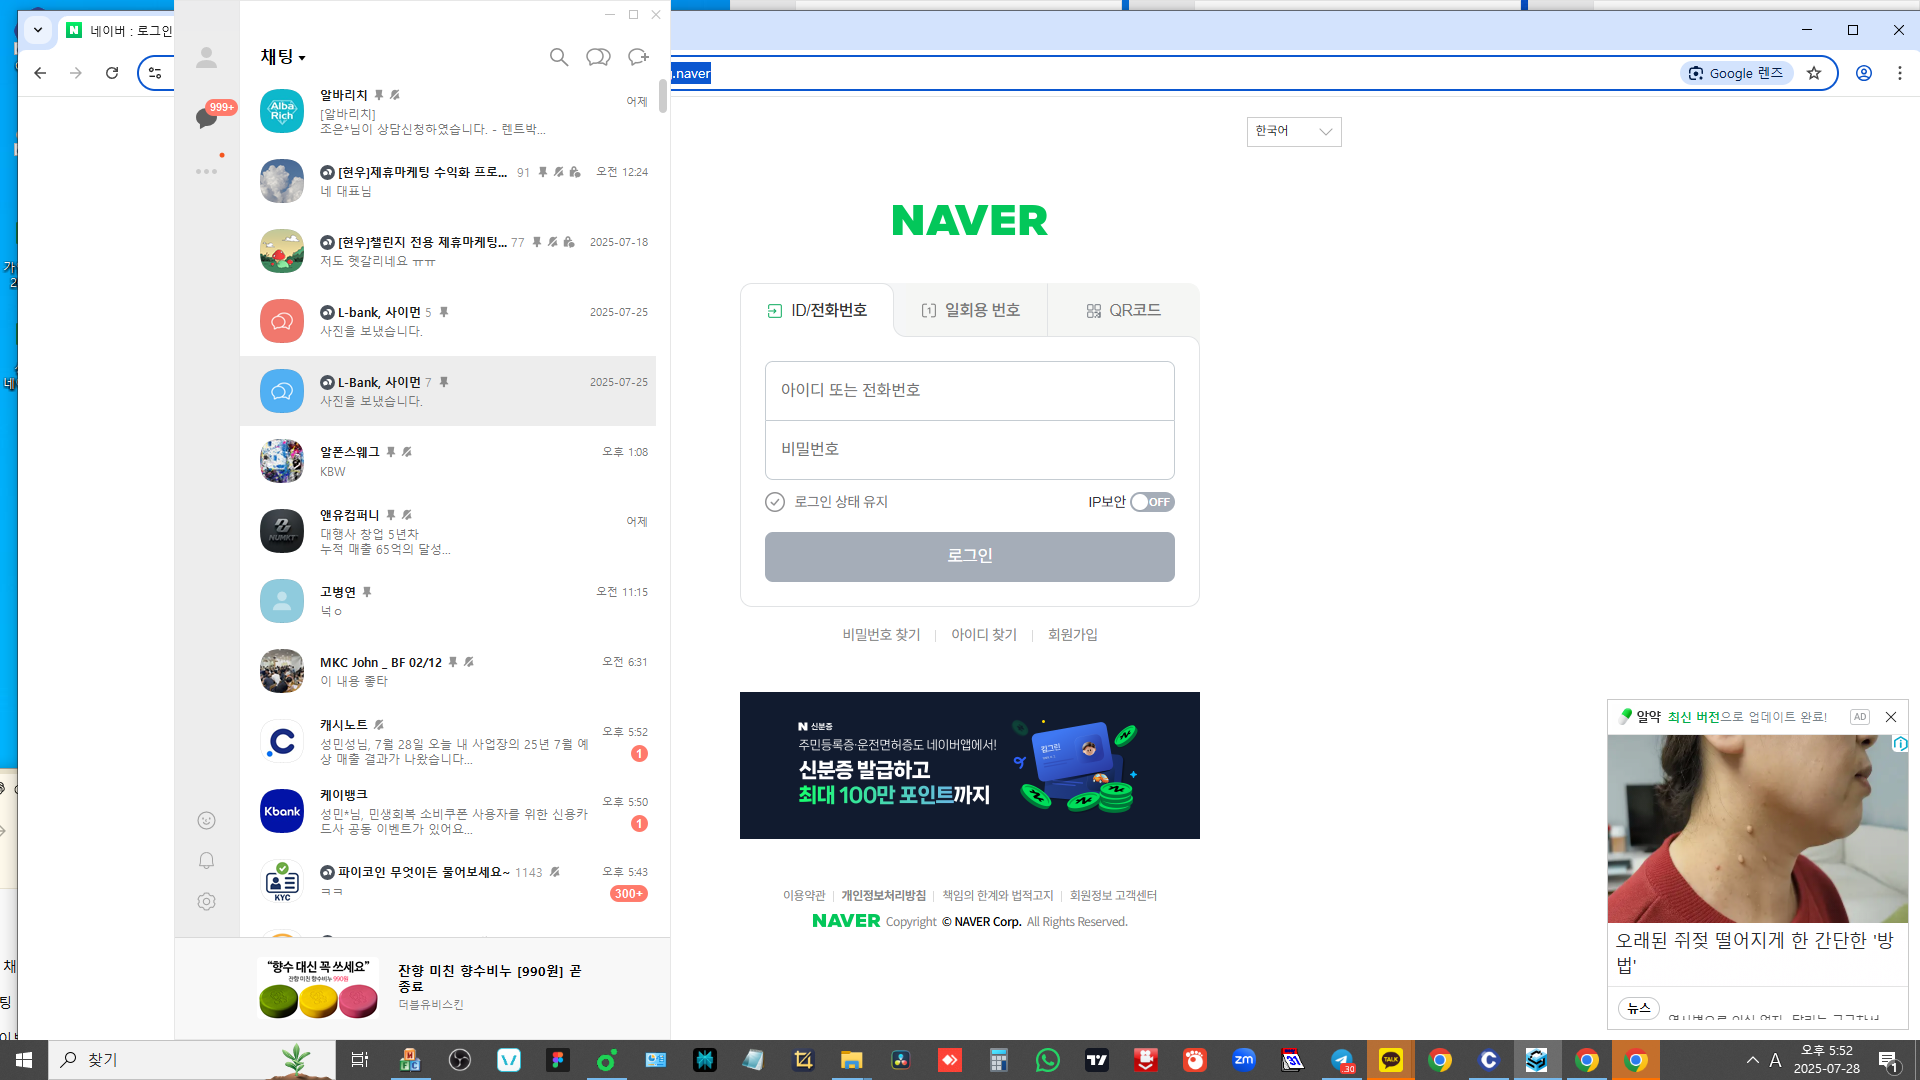 네이버 : 로그인
.naver
Google 렌즈
채팅
999+
알바리치
어제
[알바리치]
조은*님이 상담신청하였습니다. - 렌트박...
Alba
Rich
[현우]제휴마케팅 수익화 프로... 91
오전 12:24
네 대표님
[현우]챌린지 전용 제휴마케팅... 77
2025-07-18
저도 헷갈리네요 ㅠㅠ
L-bank, 사이먼 5
2025-07-25
사진을 보냈습니다.
L-Bank, 사이먼 7
2025-07-25
사진을 보냈습니다.
알폰스웨그
오후 1:08
KBW
앤유컴퍼니
어제
대행사 창업 5년차
누적 매출 65억의 달성...
NUMKT
고병연
오전 11:15
넉ㅇ
MKC John _ BF 02/12
오전 6:31
이 내용 좋타
캐시노트
오후 5:52
성민성님, 7월 28일 오늘 내 사업장의 25년 7월 예
상 매출 결과가 나왔습니다...
1
케이뱅크
오후 5:50
Kbank
성민*님, 민생회복 소비쿠폰 사용자를 위한 신용카
드사 공동 이벤트가 있어요...
1
파이코인 무엇이든 물어보세요~ 1143
오후 5:43
ㅋㅋ
300+
KYC
“향수 대신 꼭 쓰세요”
잔향 미친 향수비누 990원
잔향 미친 향수비누 [990원] 곧
종료
더블유비스킨
한국어
NAVER
ID/전화번호
일회용 번호
QR코드
아이디 또는 전화번호
비밀번호
로그인 상태 유지
IP보안 OFF
로그인
비밀번호 찾기
아이디 찾기
회원가입
N 신분증
주민등록증·운전면허증도 네이버앱에서!
신분증 발급하고
최대 100만 포인트까지
이용약관
개인정보처리방침
책임의 한계와 법적고지
회원정보 고객센터
NAVER Copyright © NAVER Corp. All Rights Reserved.
알약 최신 버전으로 업데이트 완료!
AD
오래된 쥐젖 떨어지게 한 간단한 '방
법'
뉴스
찾기
TALK
zm
30
A
오후 5:52
2025-07-28
1